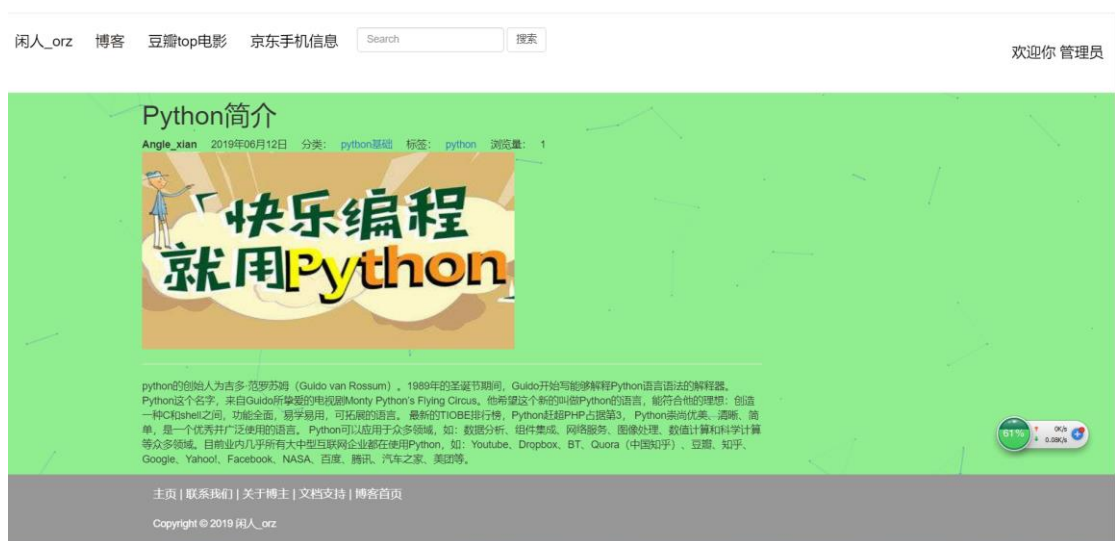 闲人_orz 博客 豆瓣top电影 京东手机信息 Search 搜索
欢迎你 管理员
Python简介
Angle_xian 2019年06月12日 分类： python基础 标签： python 浏览量： 1
「快乐编程
就用Python
python的创始人为吉多·范罗苏姆（Guido van Rossum）。1989年的圣诞节期间，Guido开始写能够解释Python语言语法的解释器。
Python这个名字，来自Guido所挚爱的电视剧Monty Python's Flying Circus。他希望这个新的叫做Python的语言，能符合他的理想：创造
一种C和shell之间，功能全面，易学易用，可拓展的语言。 最新的TIOBE排行榜，Python赶超PHP占据第3， Python崇尚优美、清晰、简
单，是一个优秀并广泛使用的语言。 Python可以应用于众多领域，如：数据分析、组件集成、网络服务、图像处理、数值计算和科学计算
等众多领域。目前业内几乎所有大中型互联网企业都在使用Python，如：Youtube、Dropbox、BT、Quora（中国知乎）、豆瓣、知乎、
Google、Yahoo!、Facebook、NASA、百度、腾讯、汽车之家、美团等。
61% 0K/s
0.08K/s
主页 | 联系我们 | 关于博主 | 文档支持 | 博客首页
Copyright © 2019 闲人_orz